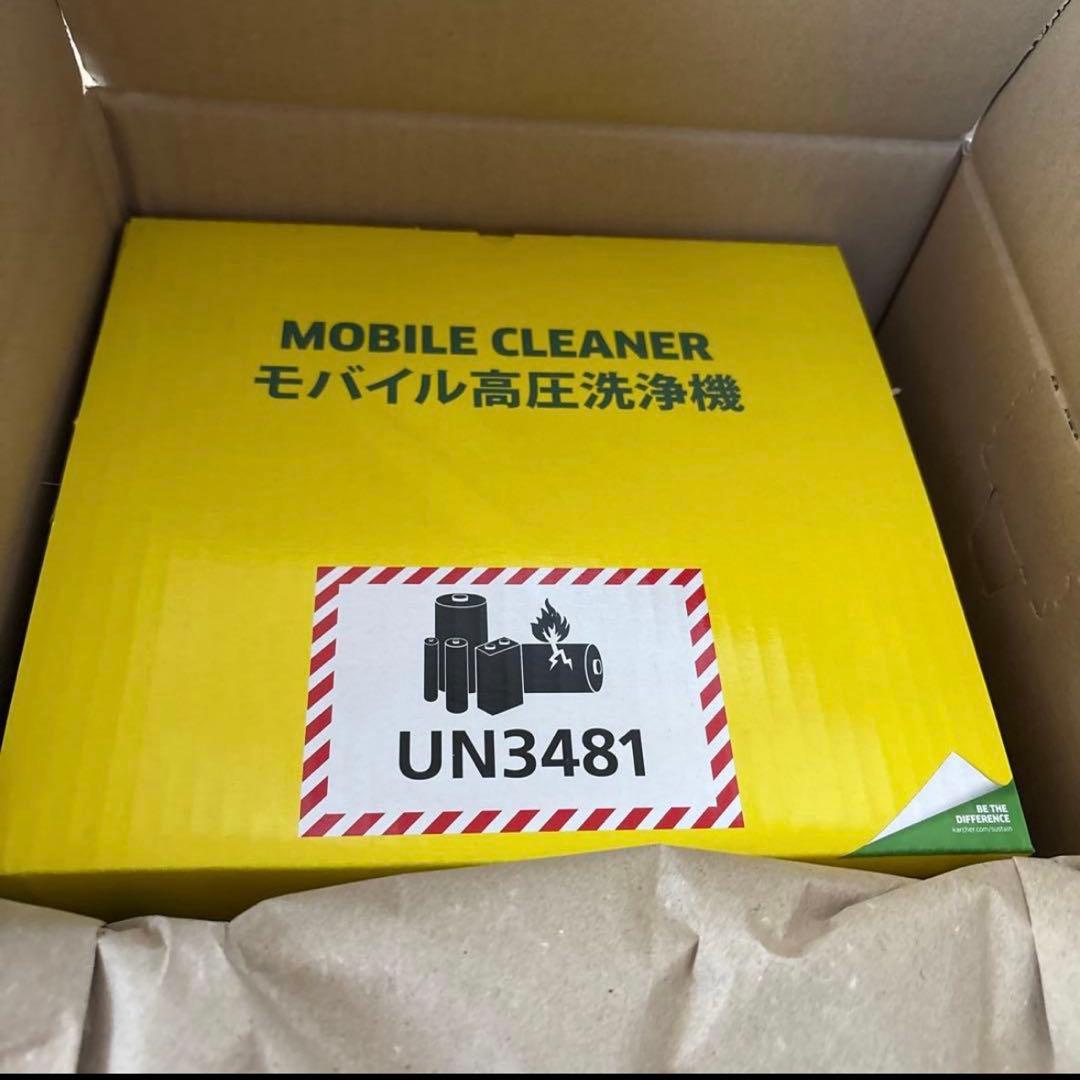 MOBILE CLEANER
モバイル高圧洗浄機
UN3481
BE THE
DIFFERENCE
karcher.com/sustain